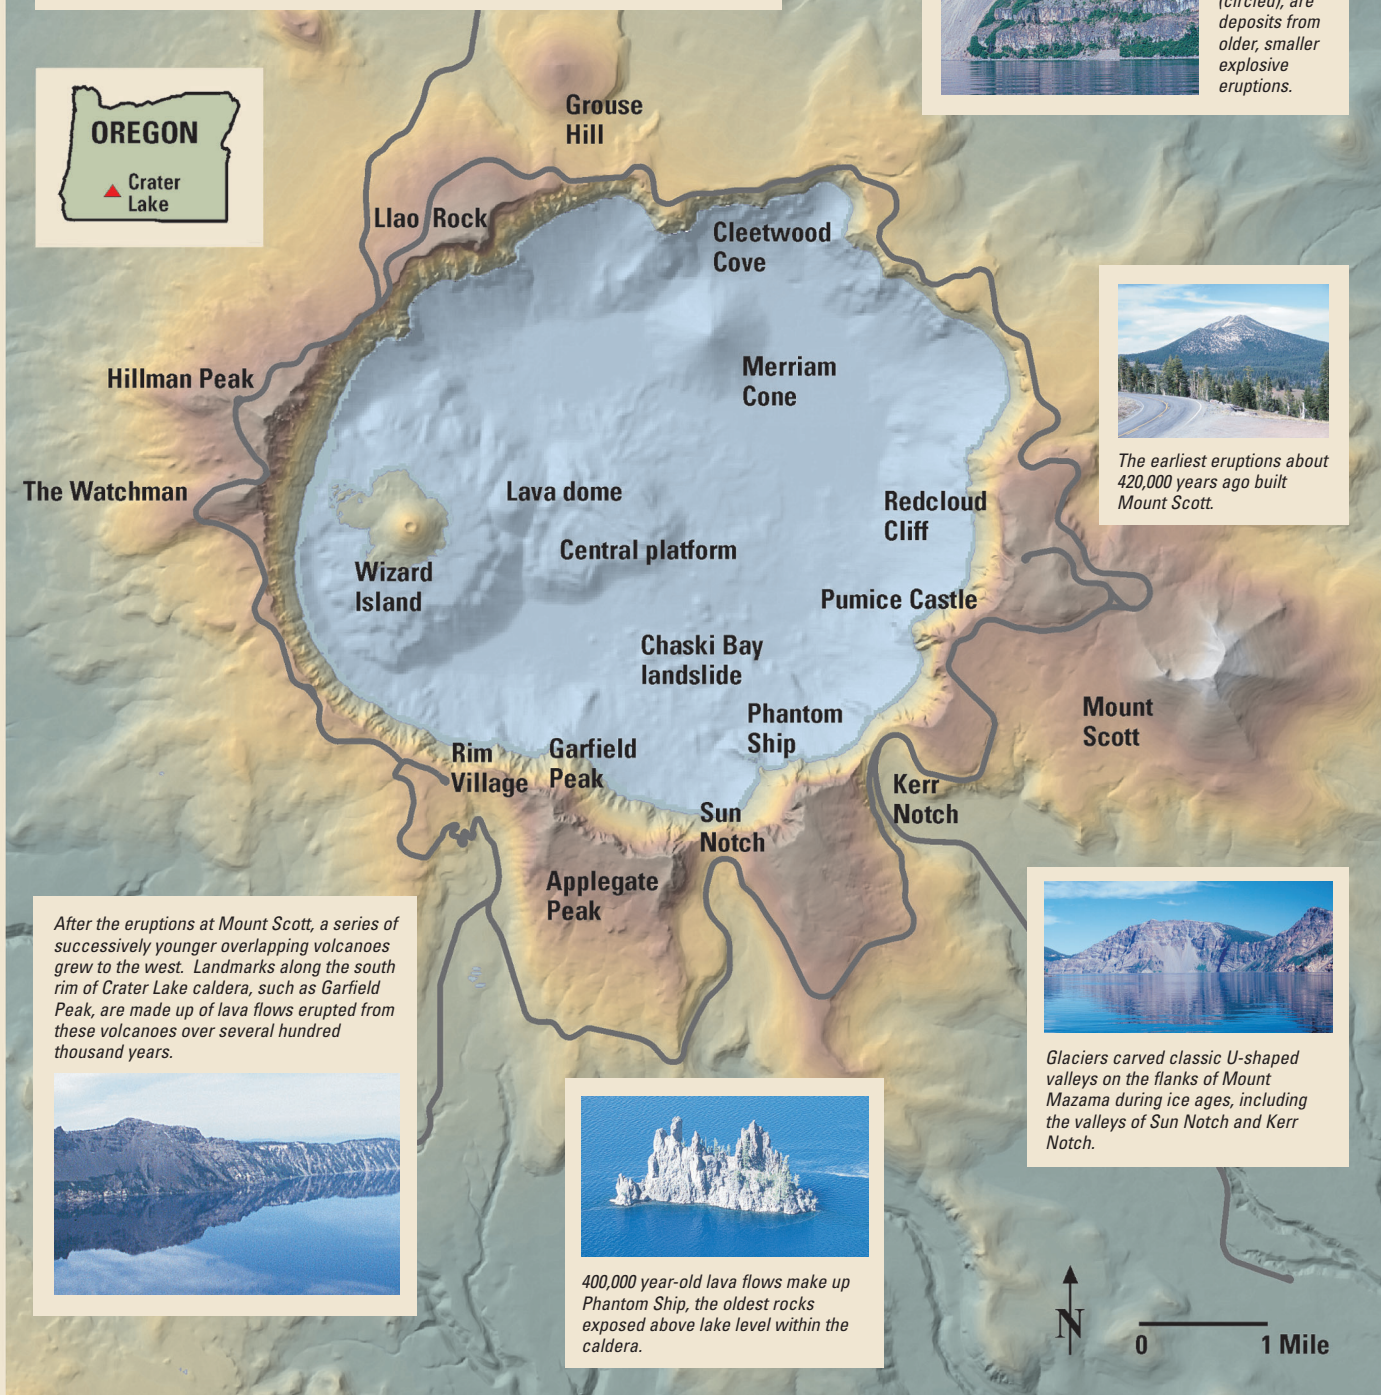 (circled), are
deposits from
older, smaller
explosive
eruptions.
OREGON
Crater
Lake
Grouse
Hill
Llao Rock
Cleetwood
Cove
Merriam
Cone
Hillman Peak
The Watchman
Lava dome
Redcloud
Cliff
Central platform
Wizard
Island
Pumice Castle
Chaski Bay
landslide
Phantom
Ship
Mount
Scott
Rim
Village
Garfield
Peak
Kerr
Notch
Sun
Notch
Applegate
Peak
The earliest eruptions about
420,000 years ago built
Mount Scott.
After the eruptions at Mount Scott, a series of
successively younger overlapping volcanoes
grew to the west. Landmarks along the south
rim of Crater Lake caldera, such as Garfield
Peak, are made up of lava flows erupted from
these volcanoes over several hundred
thousand years.
400,000 year-old lava flows make up
Phantom Ship, the oldest rocks
exposed above lake level within the
caldera.
Glaciers carved classic U-shaped
valleys on the flanks of Mount
Mazama during ice ages, including
the valleys of Sun Notch and Kerr
Notch.
N
0 1 Mile